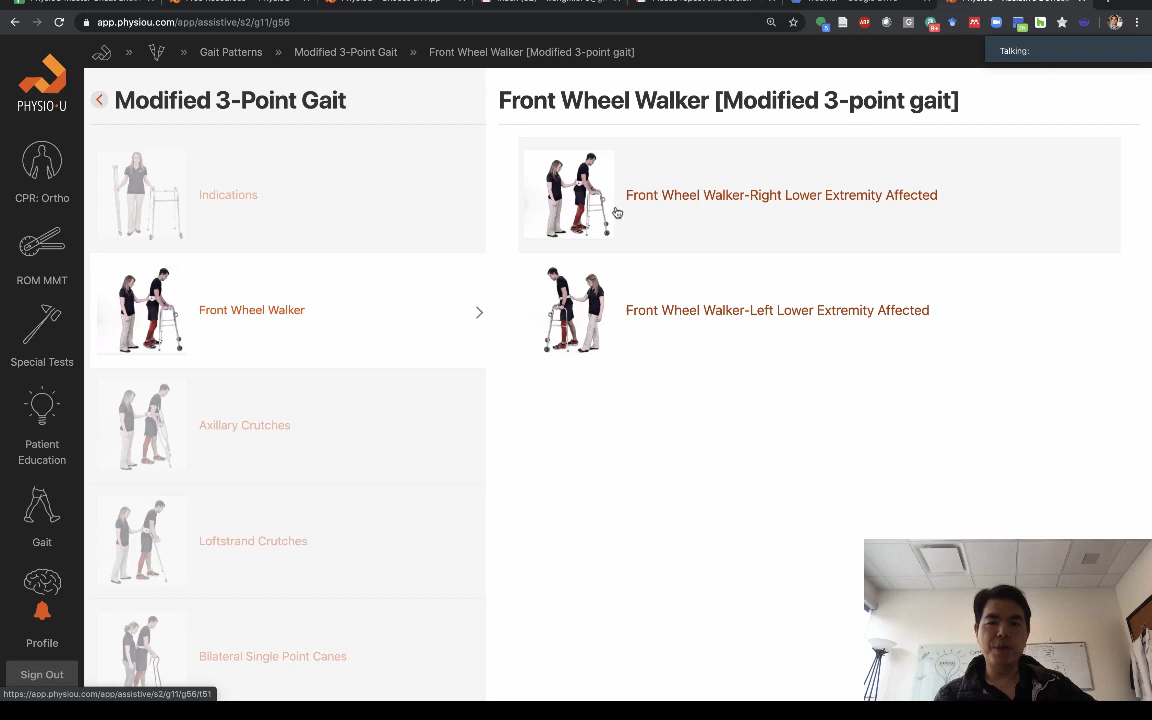 app.physiou.com/app/assistive/s2/g11/g56
» » Gait Patterns » Modified 3-Point Gait » Front Wheel Walker [Modified 3-point gait]
Talking:
PHYSIO U
CPR: Ortho
ROM MMT
Special Tests
Patient
Education
Gait
Profile
Sign Out
Modified 3-Point Gait
Indications
Front Wheel Walker
Axillary Crutches
Loftstrand Crutches
Bilateral Single Point Canes
Front Wheel Walker [Modified 3-point gait]
Front Wheel Walker-Right Lower Extremity Affected
Front Wheel Walker-Left Lower Extremity Affected
https://app.physiou.com/app/assistive/s2/g11/g56/t51